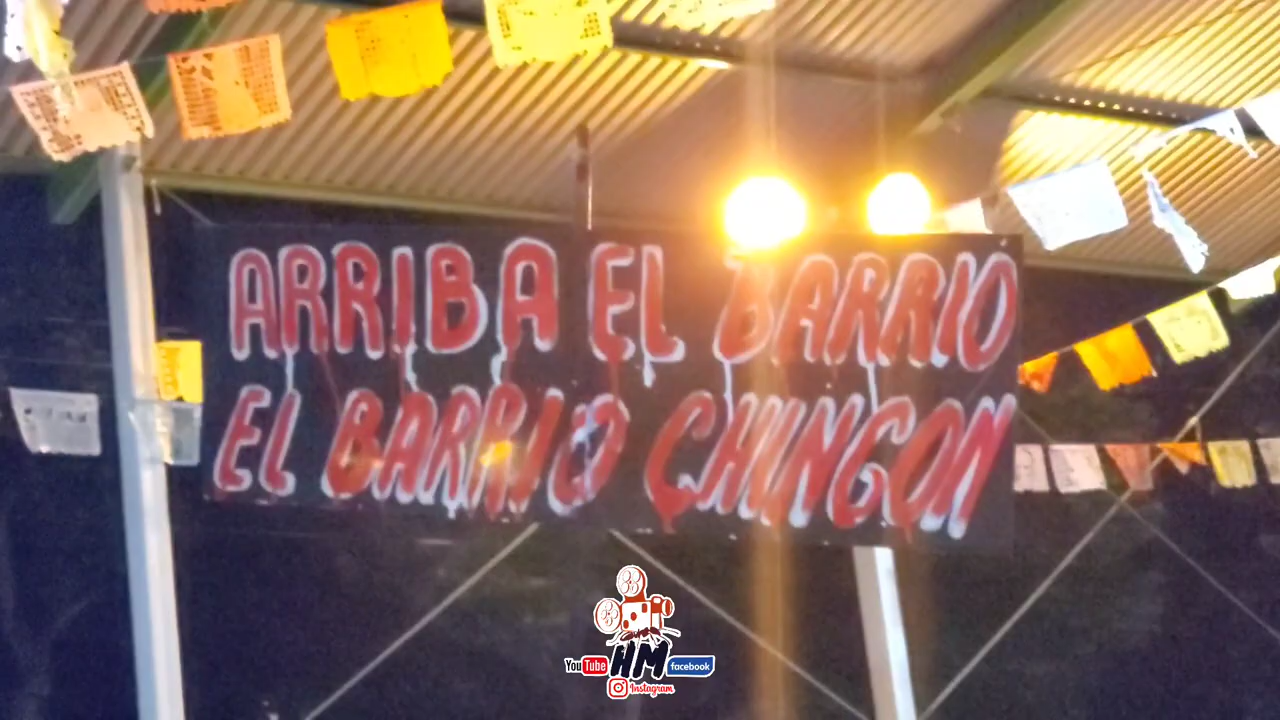 ARRIBA EL BARRIO
EL BARRIO CHINGON
HM
YouTube
facebook
Instagram